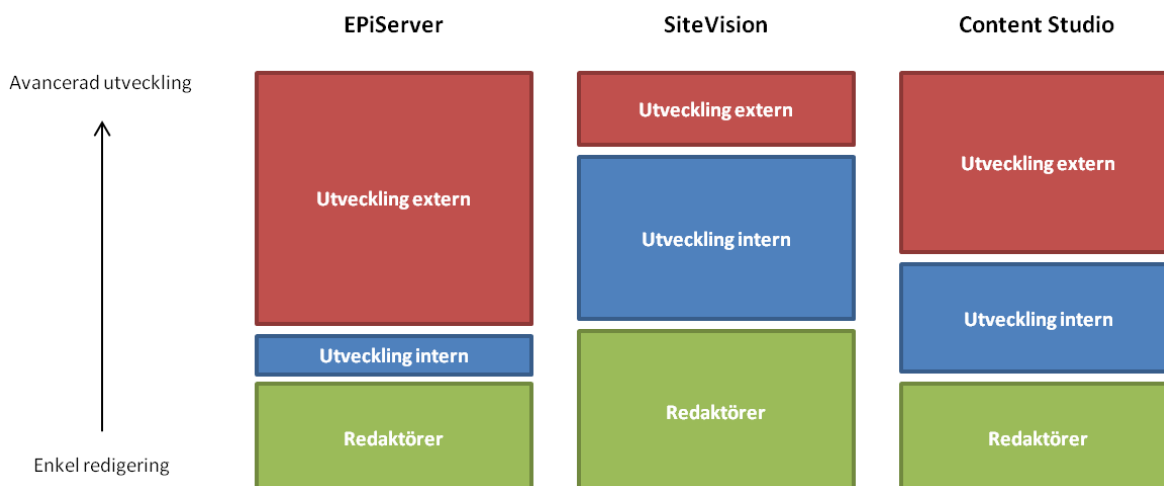 EPiServer
SiteVision
Content Studio
Avancerad utveckling
Enkel redigering
Utveckling extern
Utveckling intern
Redaktörer
Utveckling extern
Utveckling intern
Redaktörer
Utveckling extern
Utveckling intern
Redaktörer